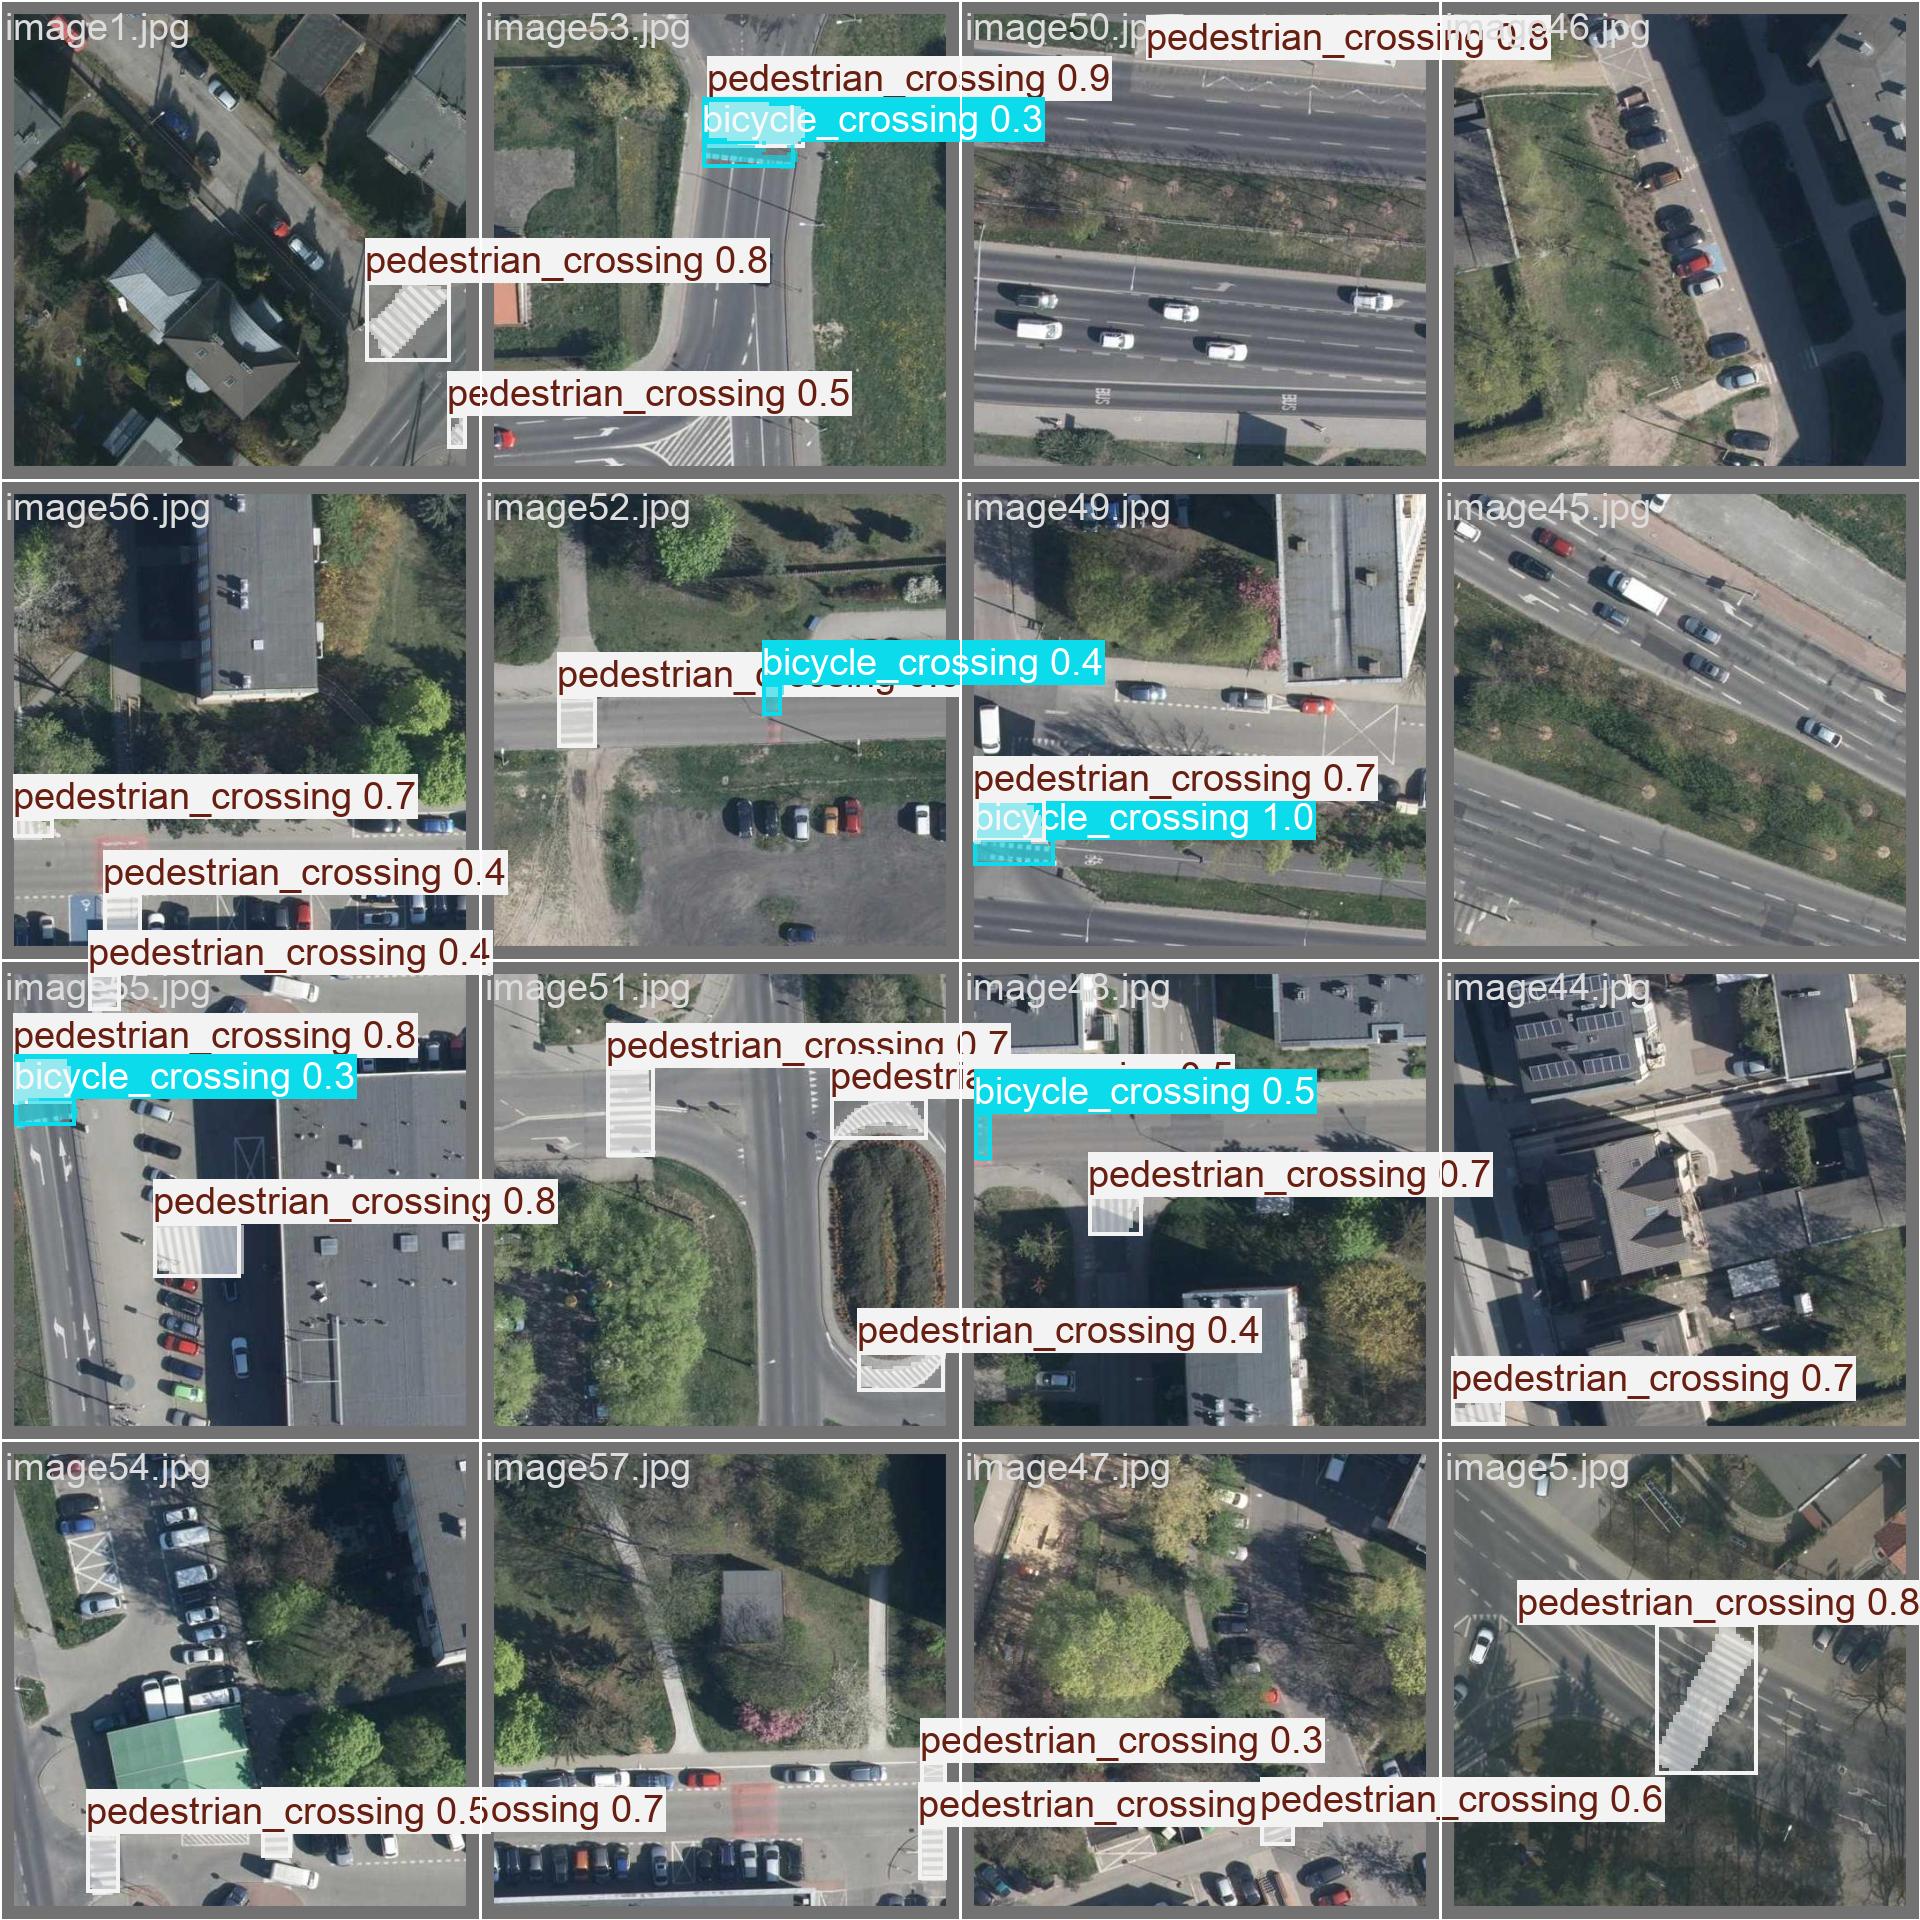 image1.jpg
pedestrian_crossing 0.8
pedestrian_crossing 0.5
image53.jpg
pedestrian_crossing 0.9
bicycle_crossing 0.3
image50.jp
pedestrian_crossing 0.8
BUS
BUS
46.jpg
image56.jpg
pedestrian_crossing 0.7
pedestrian_crossing 0.4
image52.jpg
pedestrian_c
bicycle_crossing 0.4
image49.jpg
pedestrian_crossing 0.7
bicycle_crossing 1.0
image45.jpg
pedestrian_crossing 0.4
image55.jpg
pedestrian_crossing 0.8
bicycle_crossing 0.3
pedestrian_crossing 0.8
image51.jpg
pedestrian_crossing 0.7
pedestria
pedestrian_crossing 0.4
image48.jpg
bicycle_crossing 0.5
pedestrian_crossing 0.7
image44.jpg
pedestrian_crossing 0.7
image54.jpg
pedestrian_crossing 0.5
ossing 0.7
image57.jpg
pedestrian_crossing 0.3
pedestrian_crossing
image47.jpg
pedestrian_crossing 0.6
image5.jpg
pedestrian_crossing 0.8